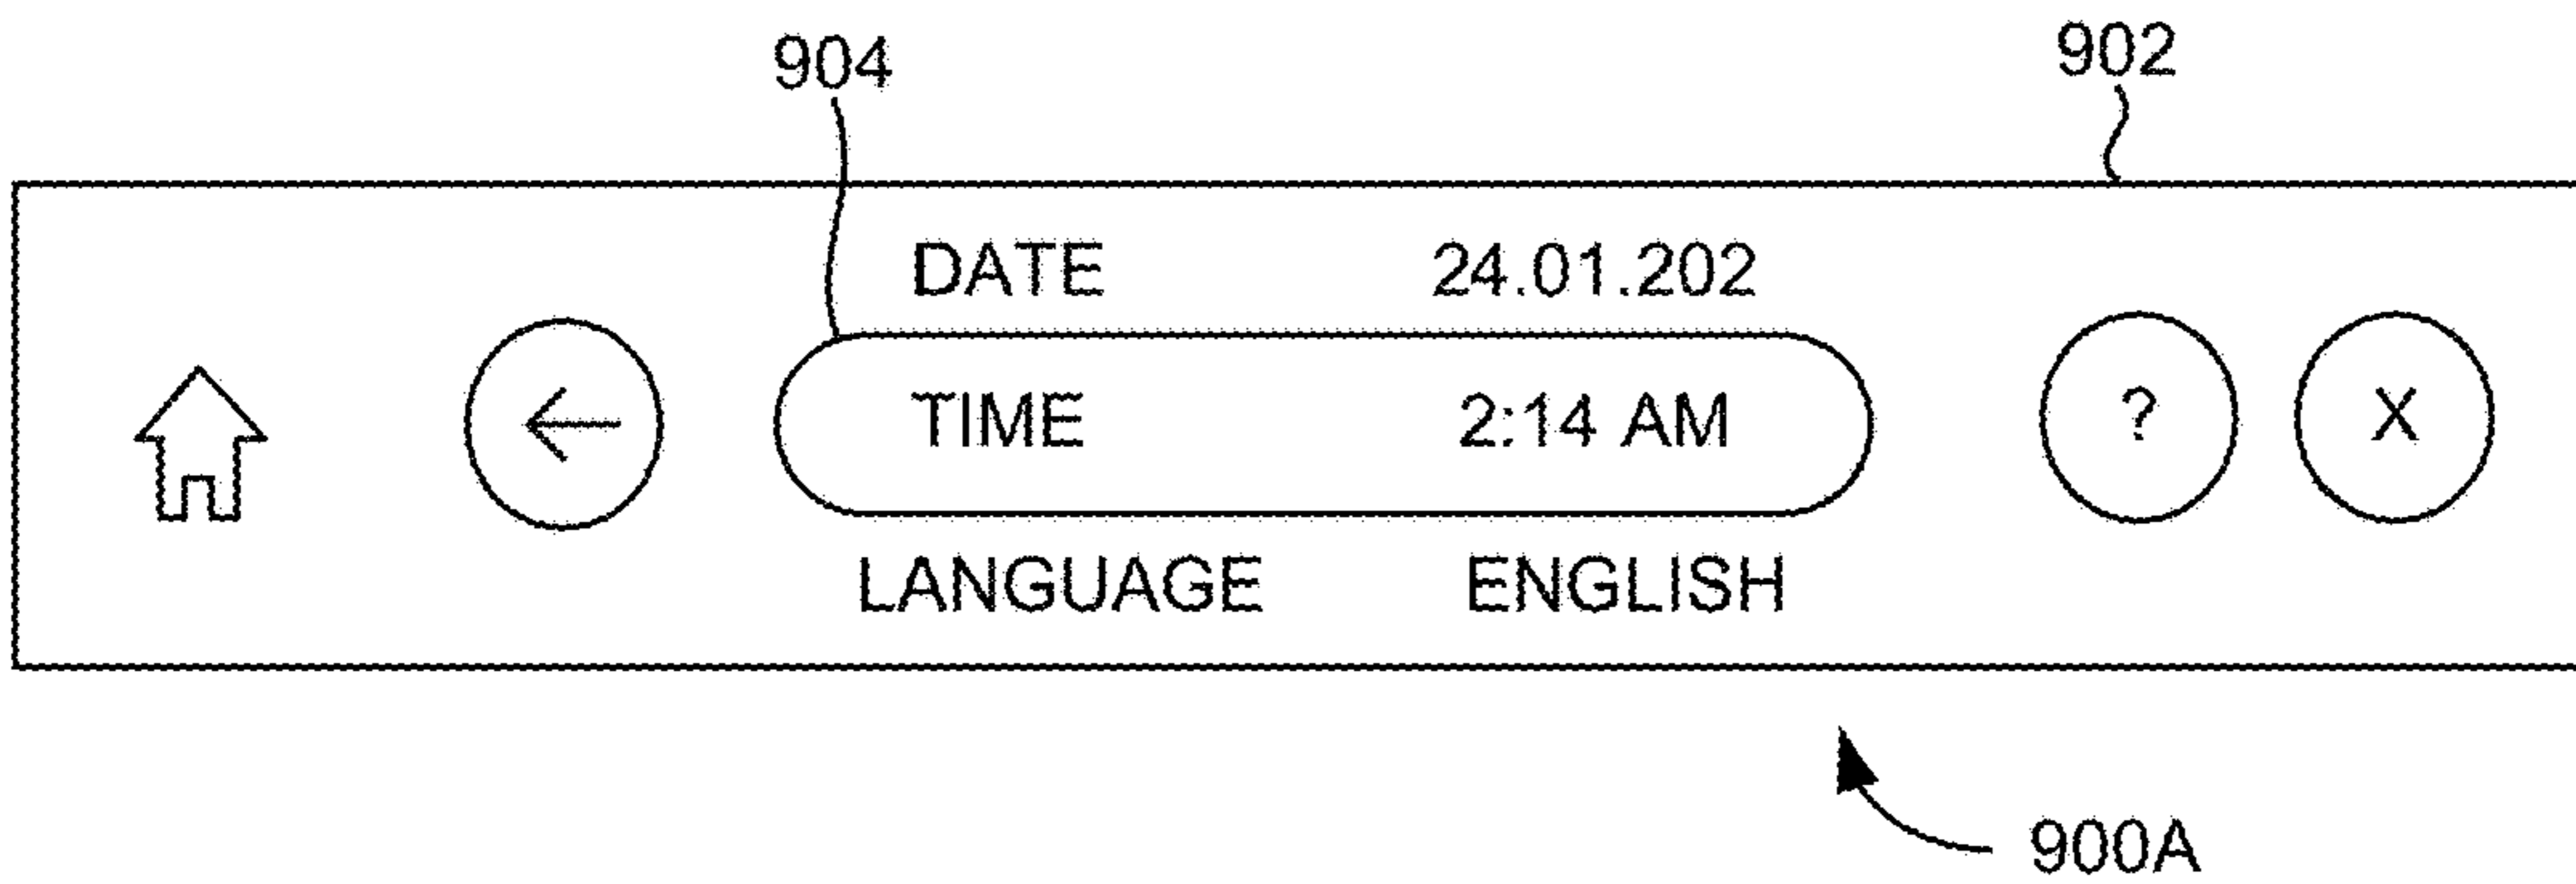 904 902
DATE 24.01.202
TIME 2:14 AM ? X
LANGUAGE ENGLISH
900A